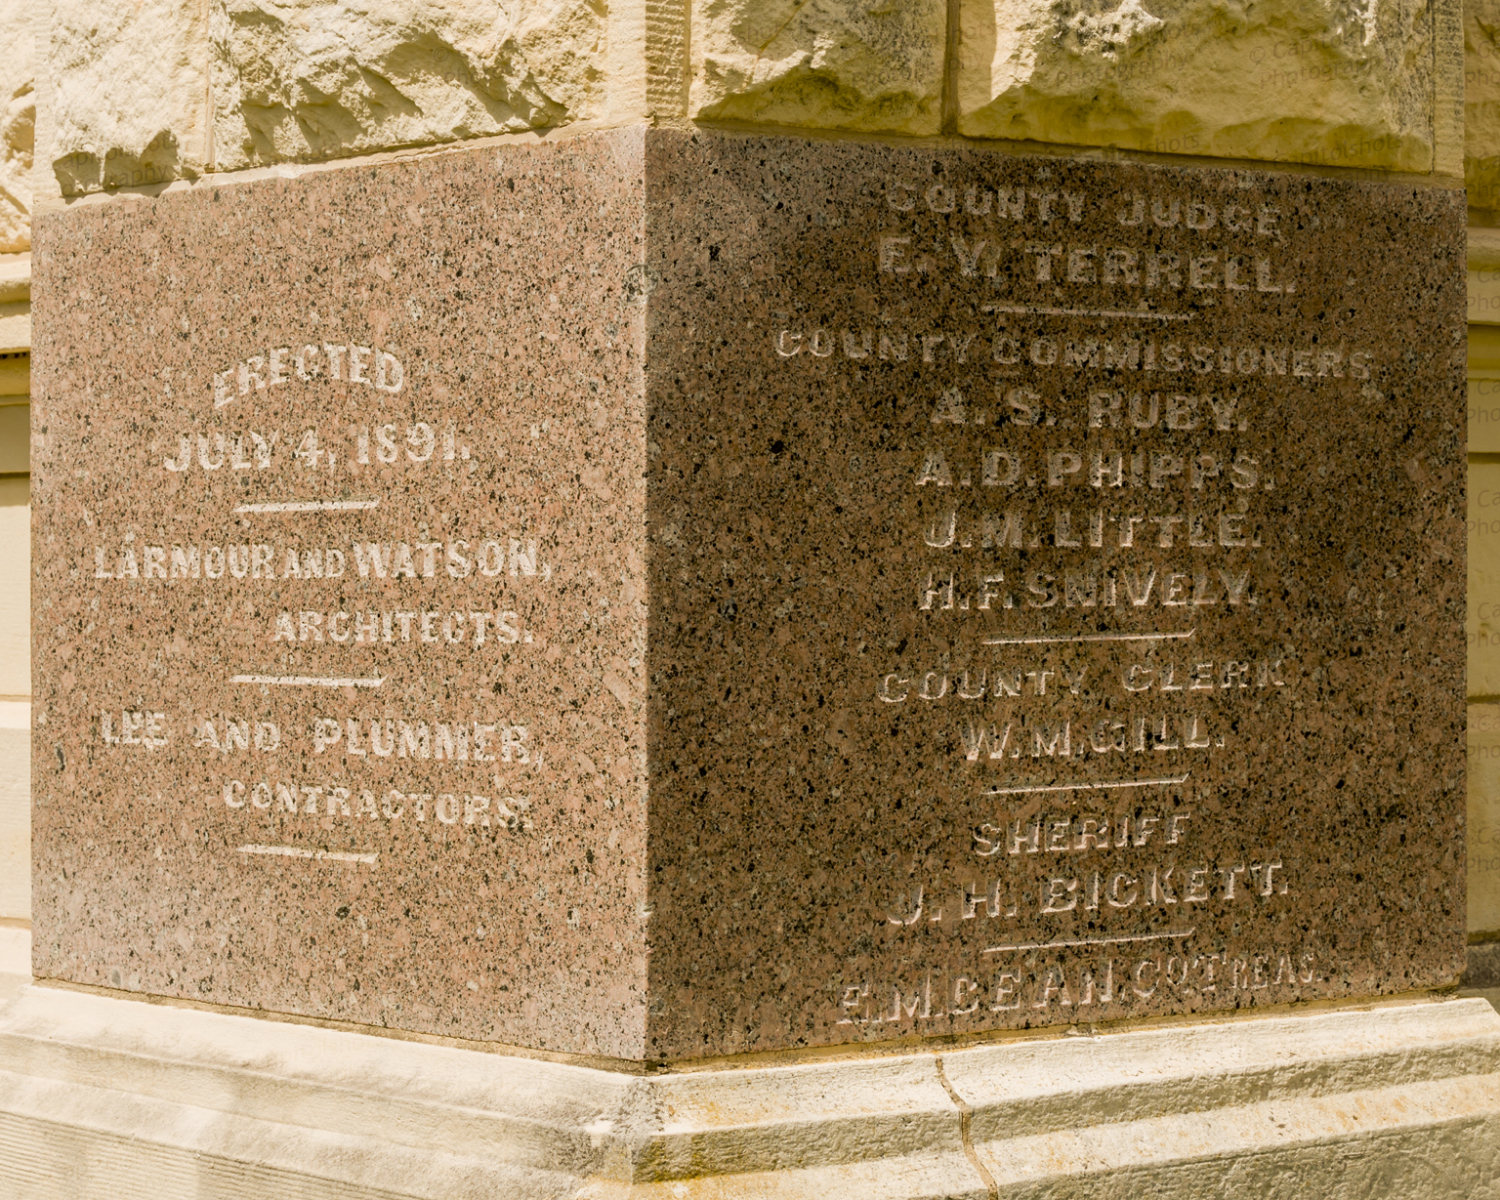 ERECTED
JULY 4, 1891.
LARMOUR AND WATSON,
ARCHITECTS.
LEE AND PLUMMER,
CONTRACTORS.
COUNTY JUDGE
E. Y. TERRELL.
COUNTY COMMISSIONERS
A. S. RUBY.
A. D. PHIPPS.
J. M. LITTLE.
H. F. SNIVELY.
COUNTY CLERK
W. M. GILL.
SHERIFF
J. H. BICKETT.
E. M. BEAN, CO TREAS.